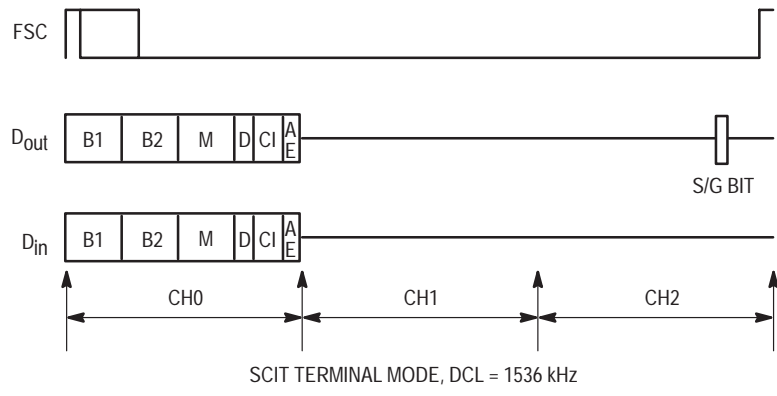 FSC
Dout B1 B2 M D CI A E
S/G BIT
Din B1 B2 M D CI A E
CH0 CH1 CH2
SCIT TERMINAL MODE, DCL = 1536 kHz